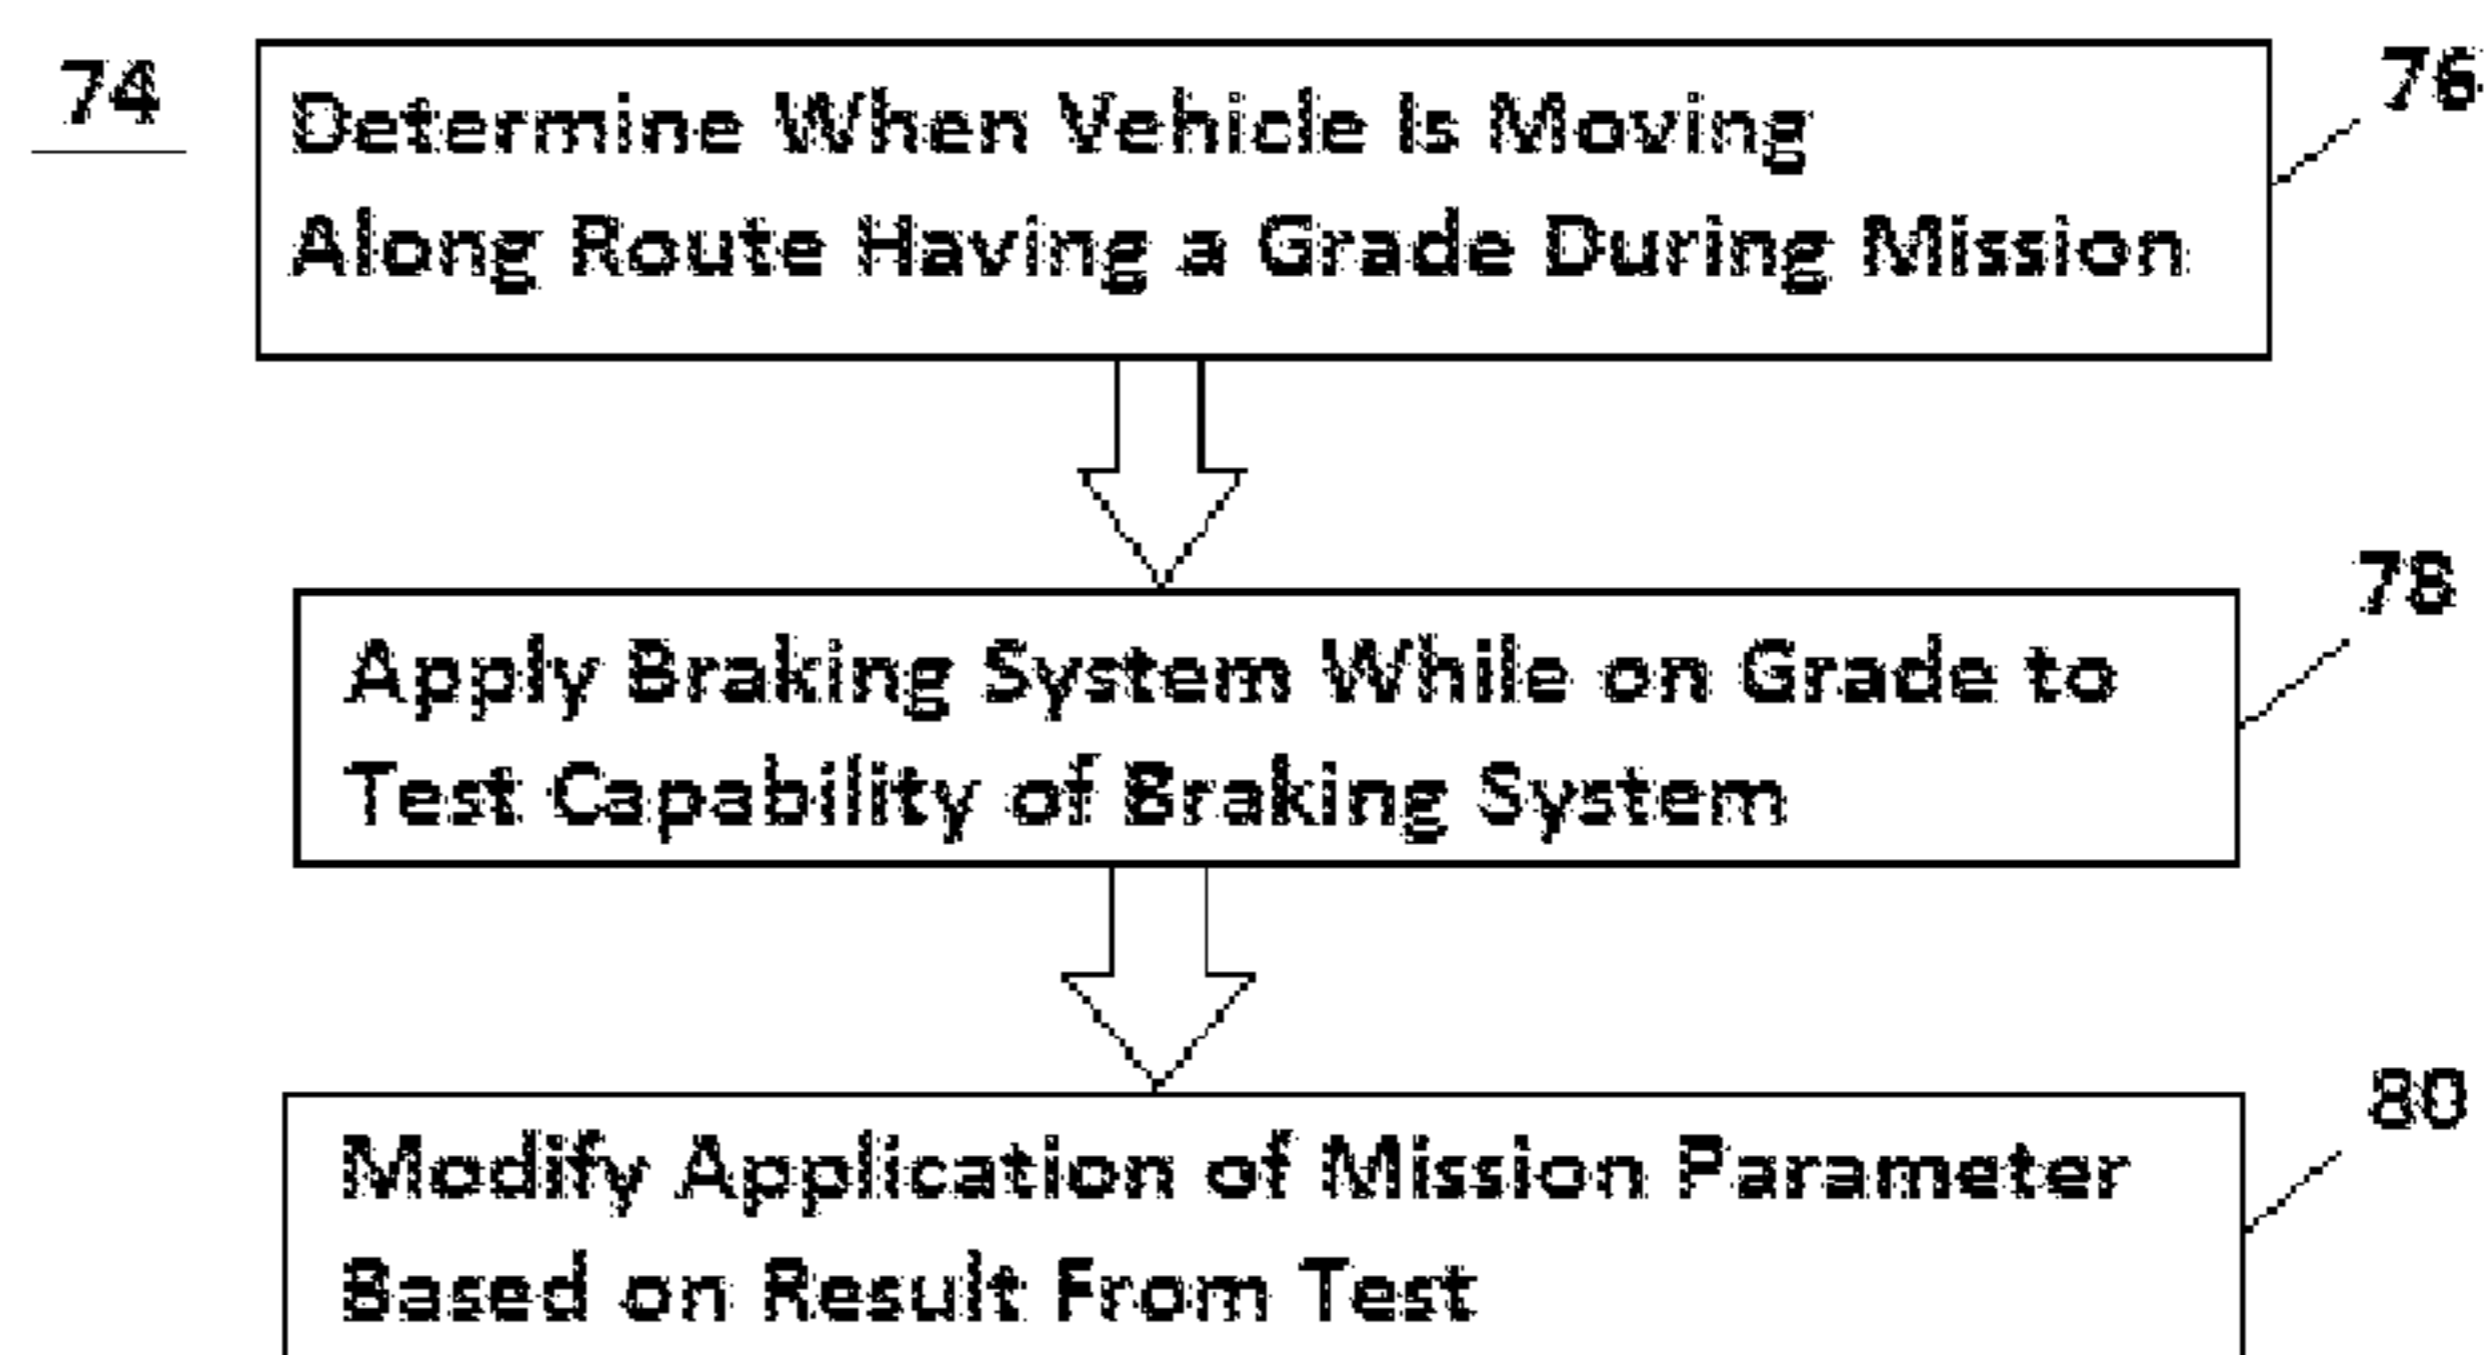 74
76
Determine When Vehicle Is Moving
Along Route Having a Grade During Mission
78
Apply Braking System While on Grade to
Test Capability of Braking System
80
Modify Application of Mission Parameter
Based on Result From Test